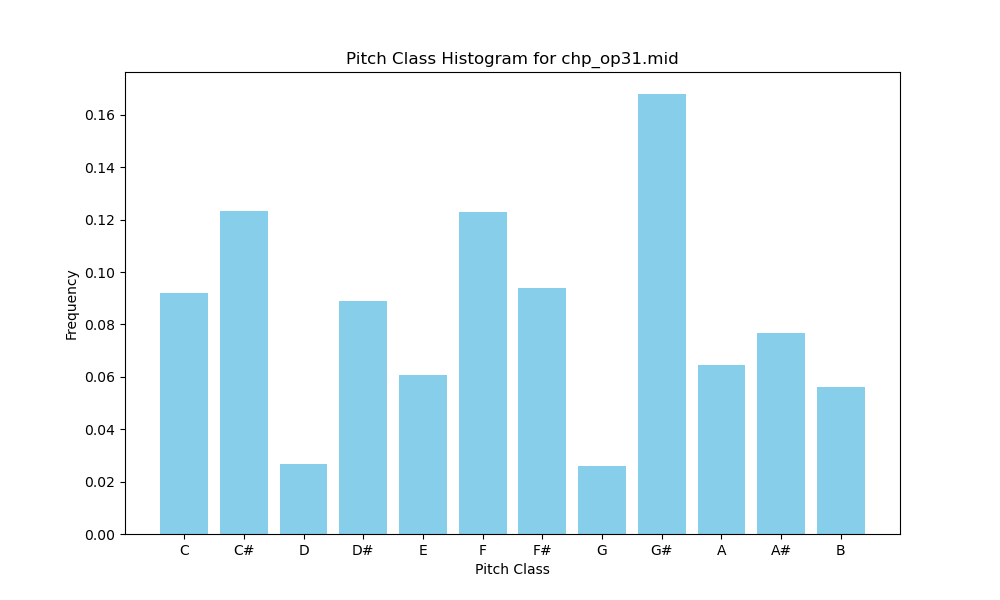 Pitch Class Histogram for chp_op31.mid
0.16
0.14
0.12
0.10
0.08
0.06
0.04
0.02
0.00
Frequency
C C# D D# E F F# G G# A A# B
Pitch Class